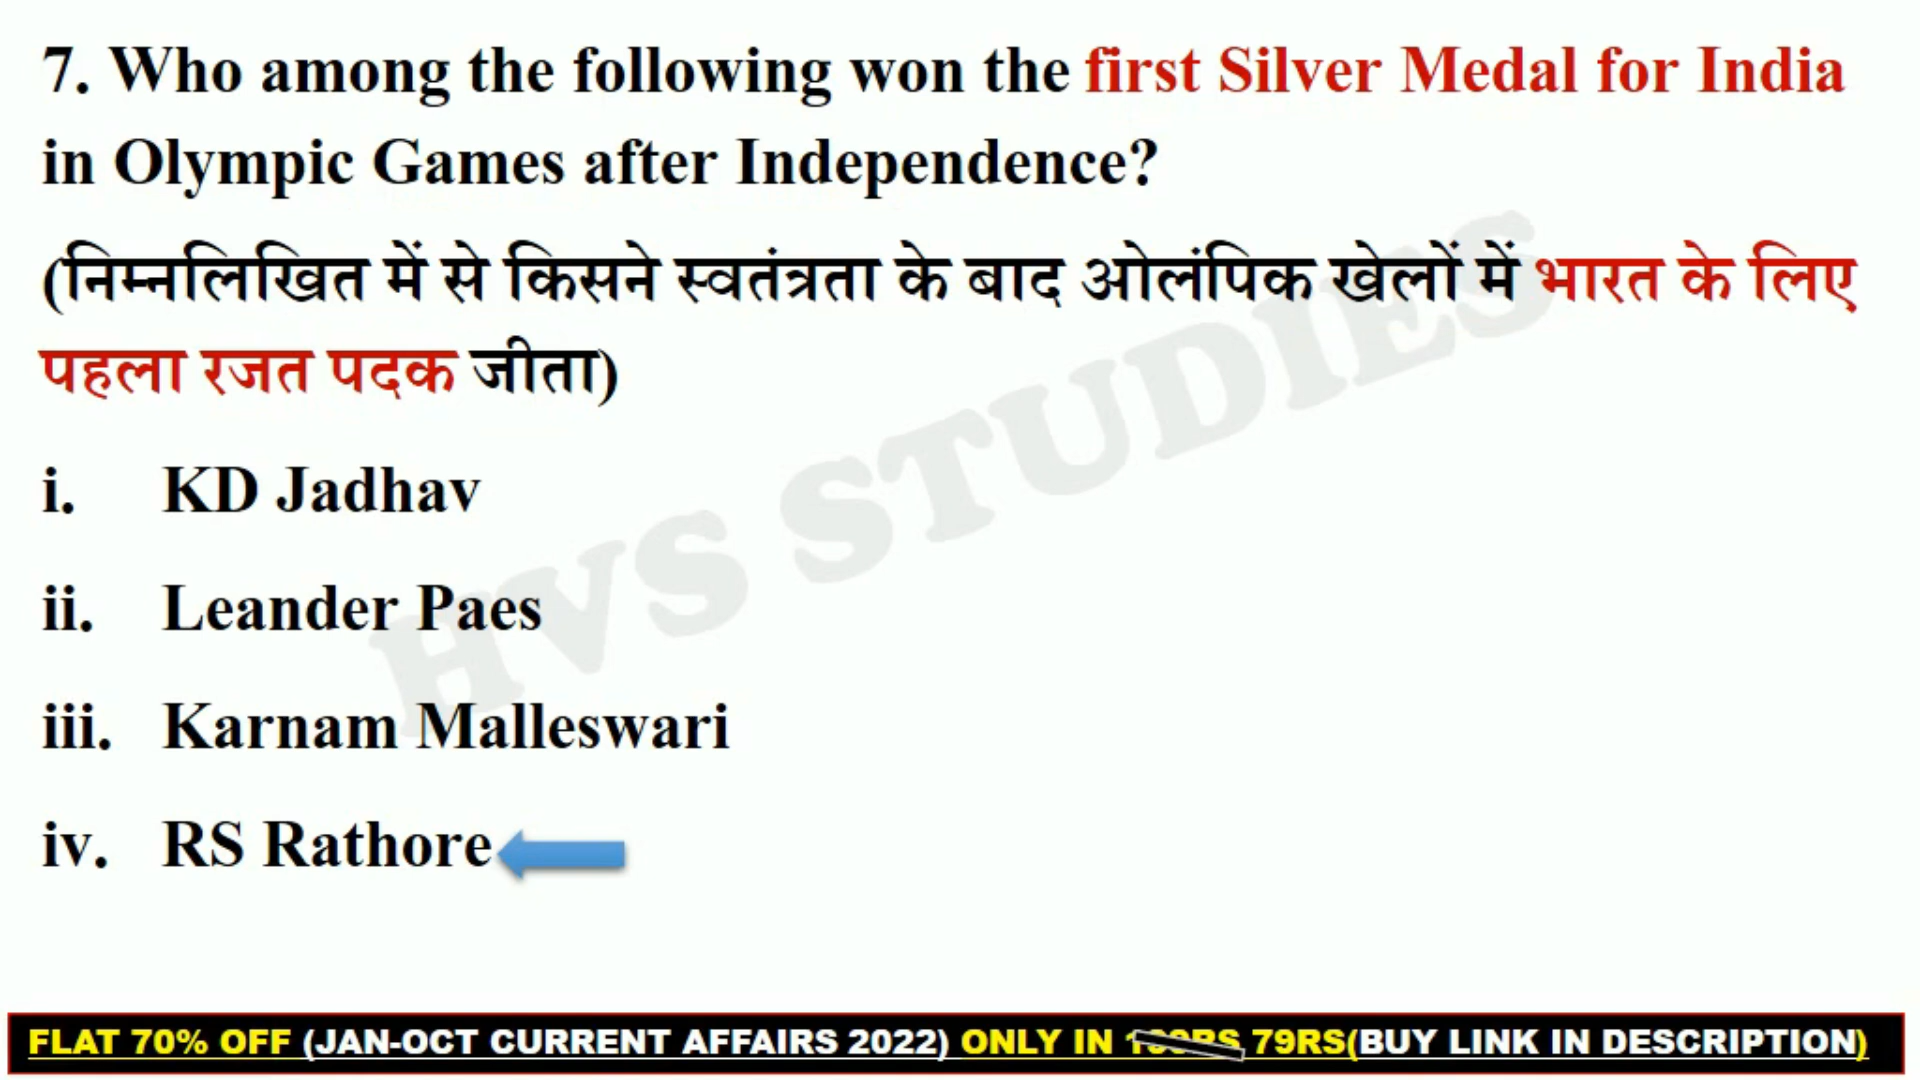 7. Who among the following won the first Silver Medal for India
in Olympic Games after Independence?
(निम्नलिखित में से किसने स्वतंत्रता के बाद ओलंपिक खेलों में भारत के लिए
पहला रजत पदक जीता)
i. KD Jadhav
ii. Leander Paes
iii. Karnam Malleswari
iv. RS Rathore
HVS STUDIES
FLAT 70% OFF (JAN-OCT CURRENT AFFAIRS 2022) ONLY IN 79RS(BUY LINK IN DESCRIPTION)